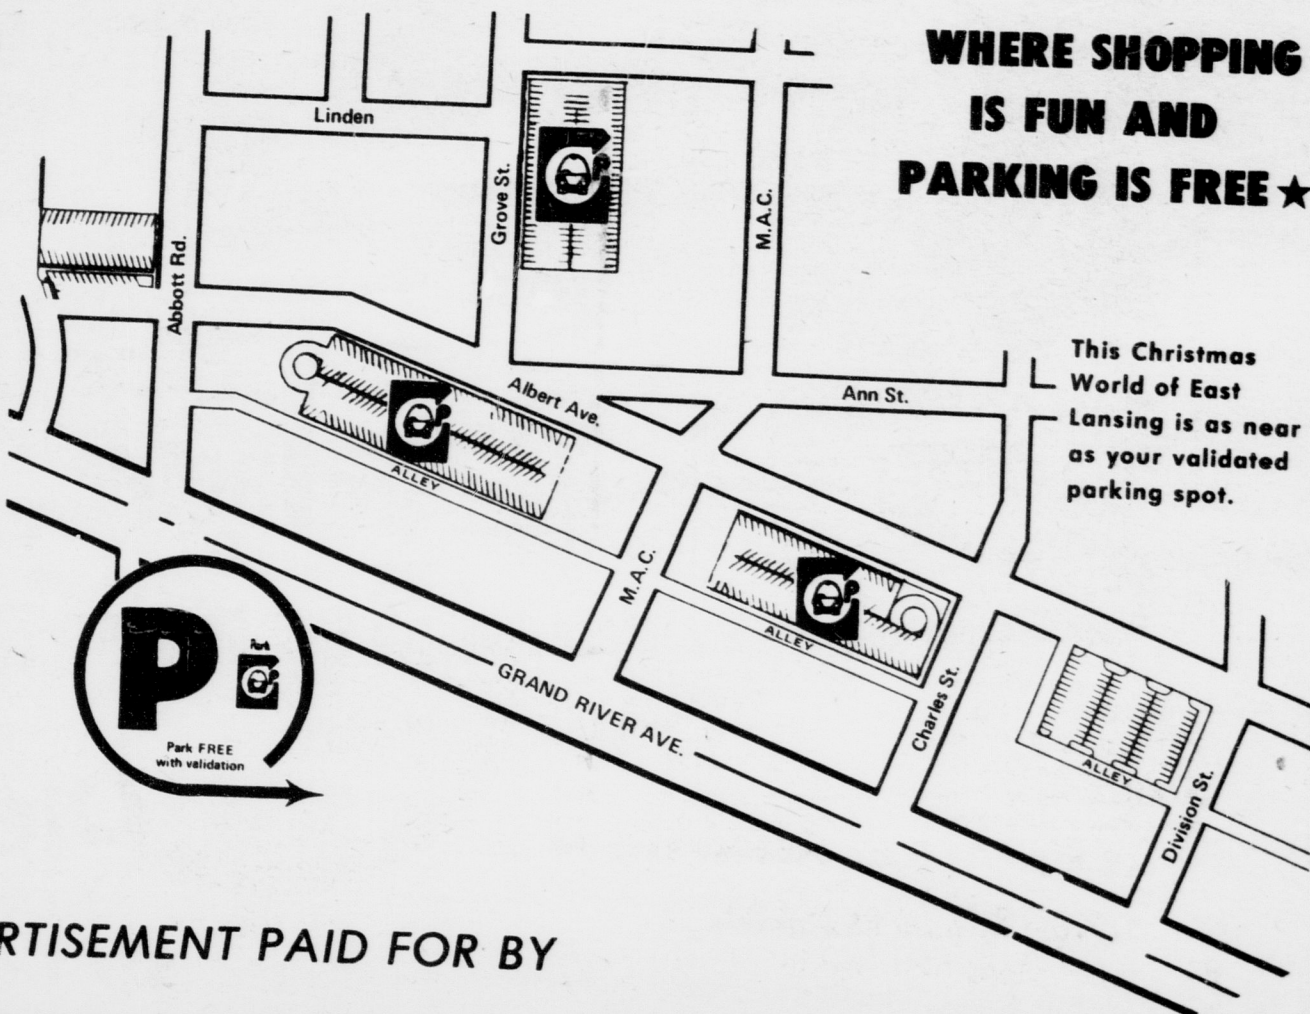 WHERE SHOPPING
IS FUN AND
PARKING IS FREE ★
Linden
Grove St.
M.A.C.
Abbott Rd.
This Christmas
World of East
Lansing is as near
as your validated
parking spot.
Albert Ave.
Ann St.
ALLEY
M.A.C.
ALLEY
GRAND RIVER AVE.
Charles St.
ALLEY
Division St.
P
Park
P
Park FREE
with validation
P
P
P
RTISEMENT PAID FOR BY